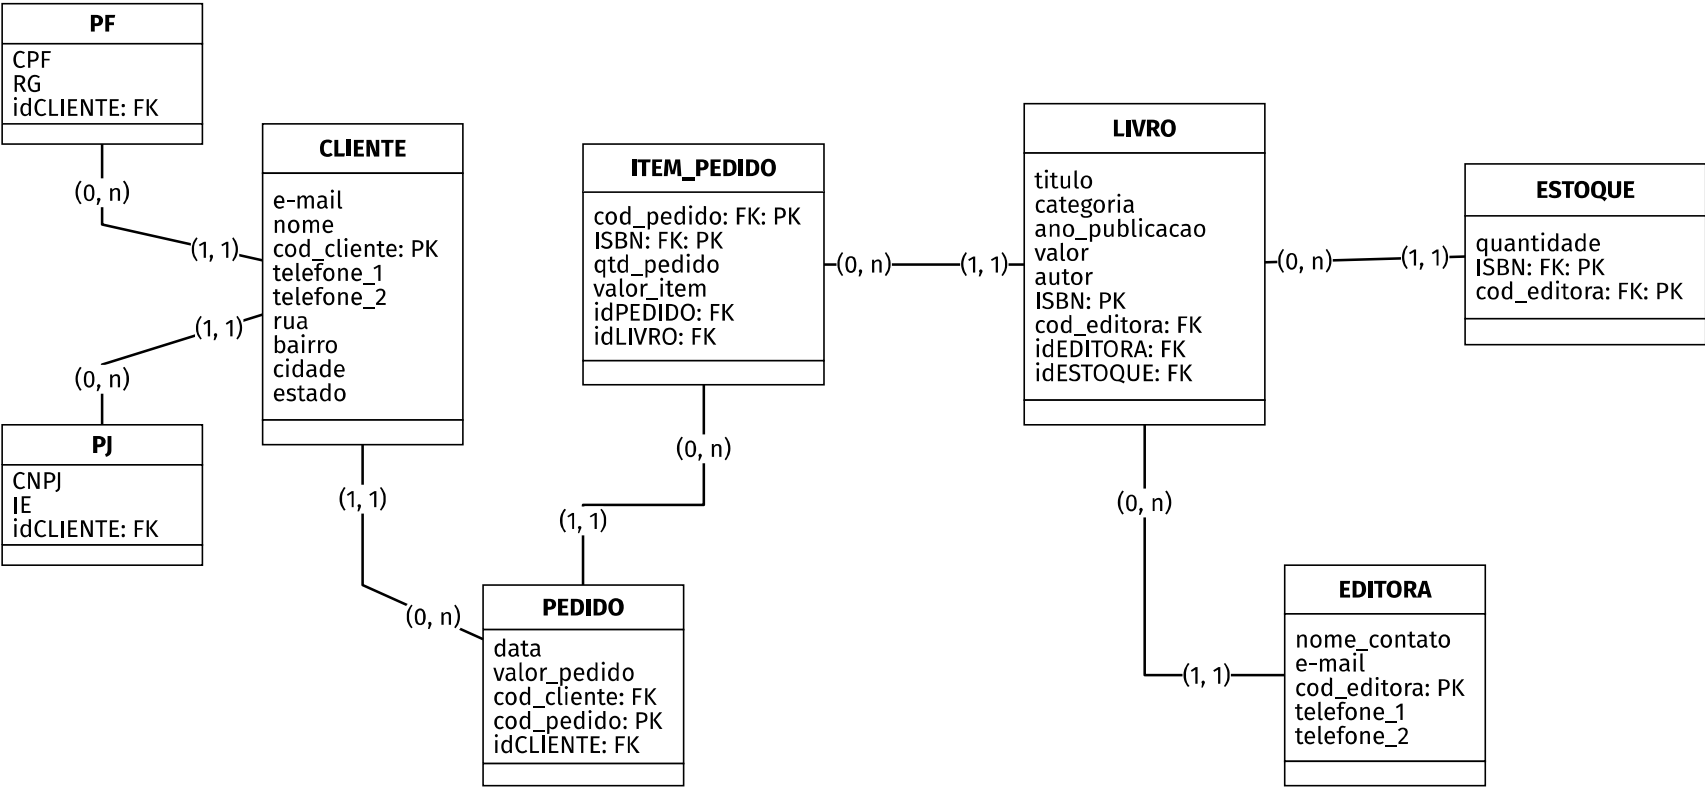 PF
CPF
RG
idCLIENTE: FK
(0, n)
(1, 1)
CLIENTE
e-mail
nome
cod_cliente: PK
telefone_1
telefone_2
rua
bairro
cidade
estado
(1, 1)
(0, n)
PJ
CNPJ
IE
idCLIENTE: FK
(1, 1)
(0, n)
PEDIDO
data
valor_pedido
cod_cliente: FK
cod_pedido: PK
idCLIENTE: FK
(1, 1)
(0, n)
ITEM_PEDIDO
cod_pedido: FK: PK
ISBN: FK: PK
qtd_pedido
valor_item
idPEDIDO: FK
idLIVRO: FK
(0, n)
(1, 1)
LIVRO
titulo
categoria
ano_publicacao
valor
autor
ISBN: PK
cod_editora: FK
idEDITORA: FK
idESTOQUE: FK
(0, n)
(1, 1)
ESTOQUE
quantidade
ISBN: FK: PK
cod_editora: FK: PK
(0, n)
(1, 1)
EDITORA
nome_contato
e-mail
cod_editora: PK
telefone_1
telefone_2